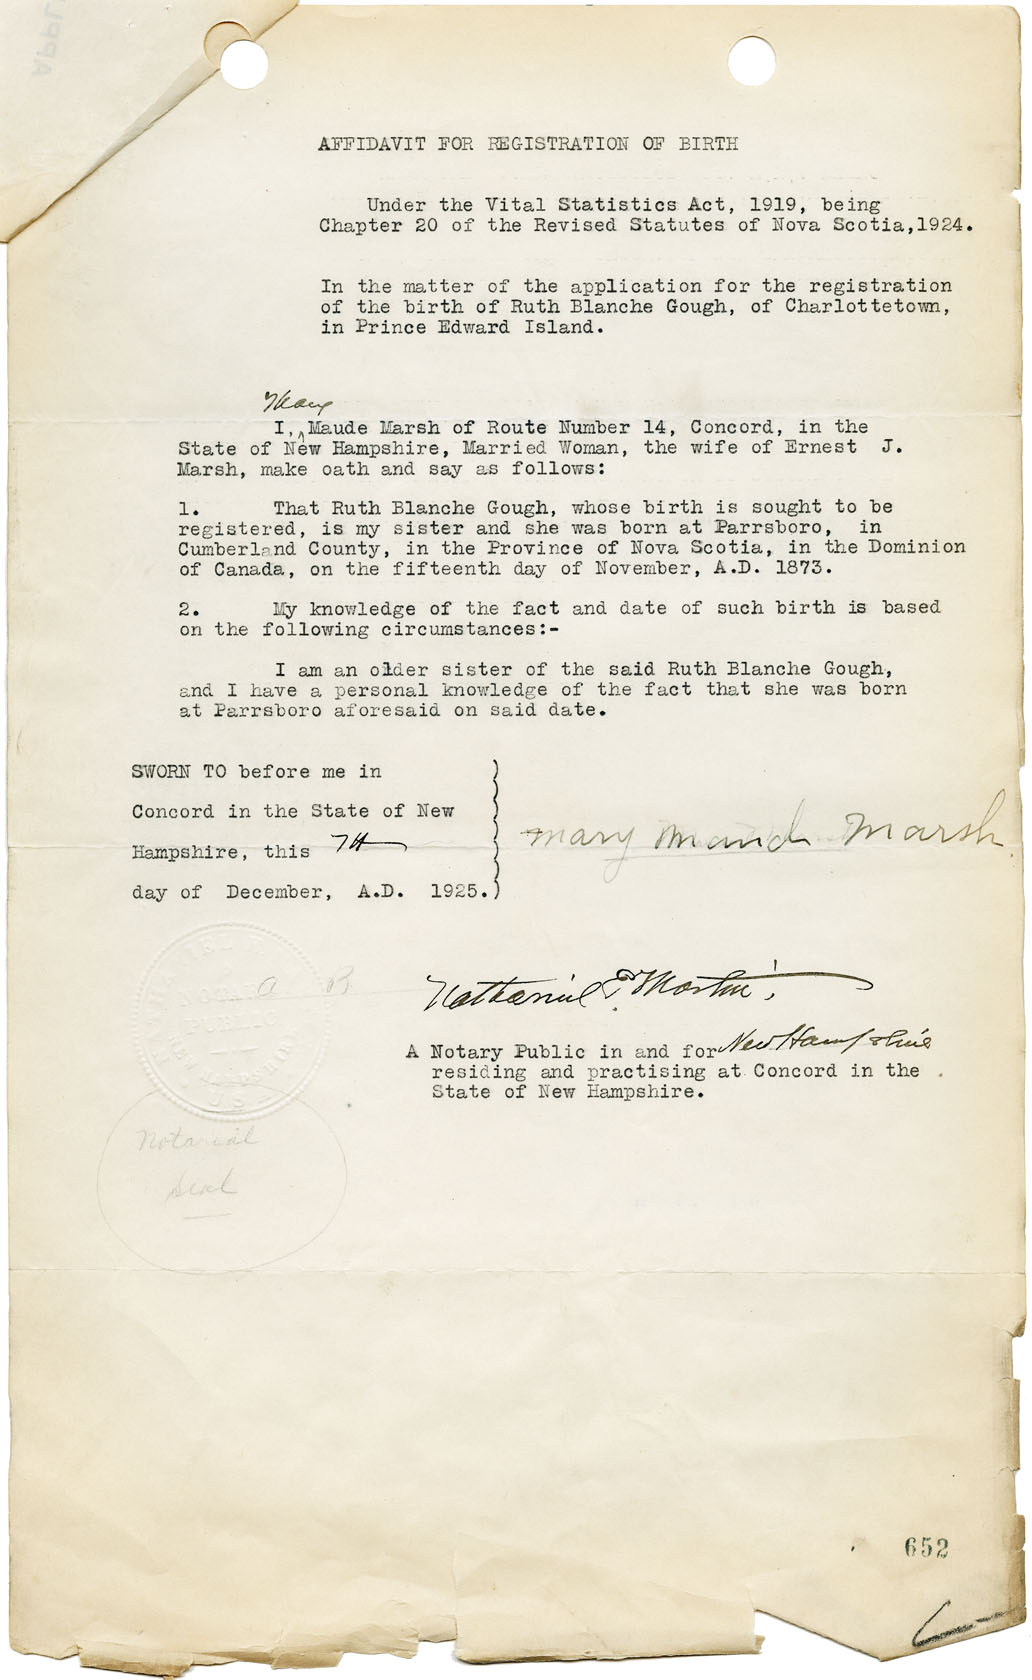 APPL
AFFIDAVIT FOR REGISTRATION OF BIRTH
Under the Vital Statistics Act, 1919, being
Chapter 20 of the Revised Statutes of Nova Scotia,1924.
In the matter of the application for the registration
of the birth of Ruth Blanche Gough, of Charlottetown,
in Prince Edward Island.
Mary
I, Maude Marsh of Route Number 14, Concord, in the
State of New Hampshire, Married Woman, the wife of Ernest J.
Marsh, make oath and say as follows:
1. That Ruth Blanche Gough, whose birth is sought to be
registered, is my sister and she was born at Parrsboro, in
Cumberland County, in the Province of Nova Scotia, in the Dominion
of Canada, on the fifteenth day of November, A.D. 1873.
2. My knowledge of the fact and date of such birth is based
on the following circumstances:-
I am an older sister of the said Ruth Blanche Gough,
and I have a personal knowledge of the fact that she was born
at Parrsboro aforesaid on said date.
SWORN TO before me in
Concord in the State of New
Hampshire, this 7th
day of December, A.D. 1925.
Mary Maud Marsh.
Nathaniel E. Martin,
A Notary Public in and for New Hampshire
residing and practising at Concord in the
State of New Hampshire.
PUBLIC
Notarial
Seal
652